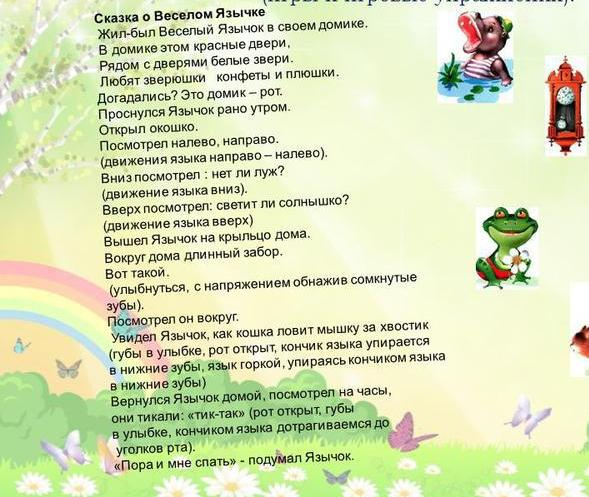 (игры и игровые упражнения).
Сказка о Веселом Язычке
Жил-был Веселый Язычок в своем домике.
В домике этом красные двери,
Рядом с дверями белые звери.
Любят зверюшки конфеты и плюшки.
Догадались? Это домик – рот.
Проснулся Язычок рано утром.
Открыл окошко.
Посмотрел налево, направо.
(движения языка направо – налево).
Вниз посмотрел : нет ли луж?
(движение языка вниз).
Вверх посмотрел: светит ли солнышко?
(движение языка вверх)
Вышел Язычок на крыльцо дома.
Вокруг дома длинный забор.
Вот такой.
(улыбнуться, с напряжением обнажив сомкнутые
зубы).
Посмотрел он вокруг.
Увидел Язычок, как кошка ловит мышку за хвостик
(губы в улыбке, рот открыт, кончик языка упирается
в нижние зубы, язык горкой, упираясь кончиком языка
в нижние зубы)
Вернулся Язычок домой, посмотрел на часы,
они тикали: «тик-так» (рот открыт, губы
в улыбке, кончиком языка дотрагиваемся до
уголков рта).
«Пора и мне спать» - подумал Язычок.